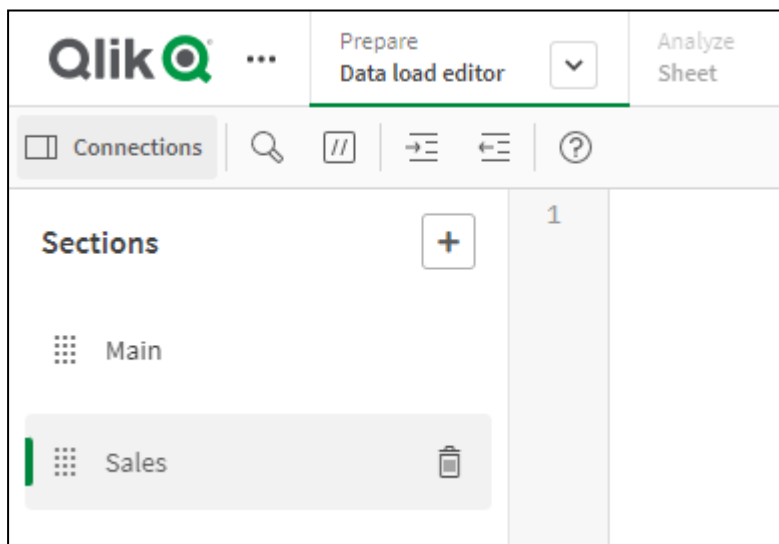 Qlik
Prepare
Data load editor
Analyze
Sheet
Connections
//
?
Sections
+
1
Main
Sales